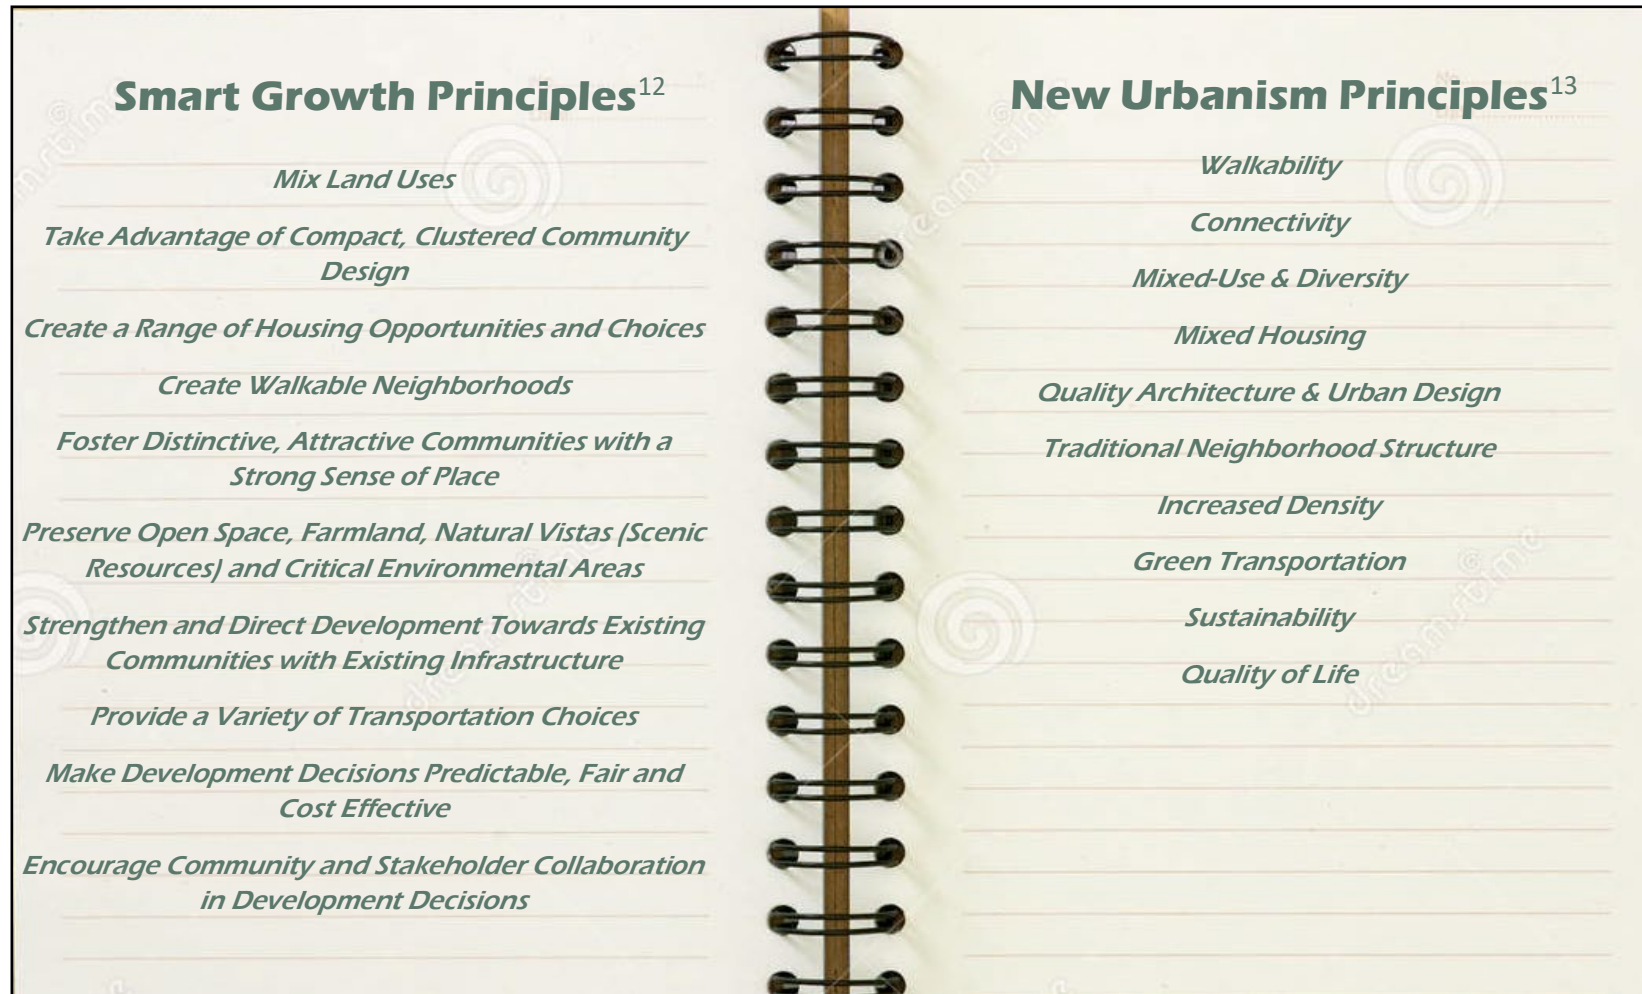 Smart Growth Principles12
Mix Land Uses
Take Advantage of Compact, Clustered Community
Design
Create a Range of Housing Opportunities and Choices
Create Walkable Neighborhoods
Foster Distinctive, Attractive Communities with a
Strong Sense of Place
Preserve Open Space, Farmland, Natural Vistas (Scenic
Resources) and Critical Environmental Areas
Strengthen and Direct Development Towards Existing
Communities with Existing Infrastructure
Provide a Variety of Transportation Choices
Make Development Decisions Predictable, Fair and
Cost Effective
Encourage Community and Stakeholder Collaboration
in Development Decisions
New Urbanism Principles13
Walkability
Connectivity
Mixed-Use & Diversity
Mixed Housing
Quality Architecture & Urban Design
Traditional Neighborhood Structure
Increased Density
Green Transportation
Sustainability
Quality of Life
dreamstime
dreamstime
dreamstime